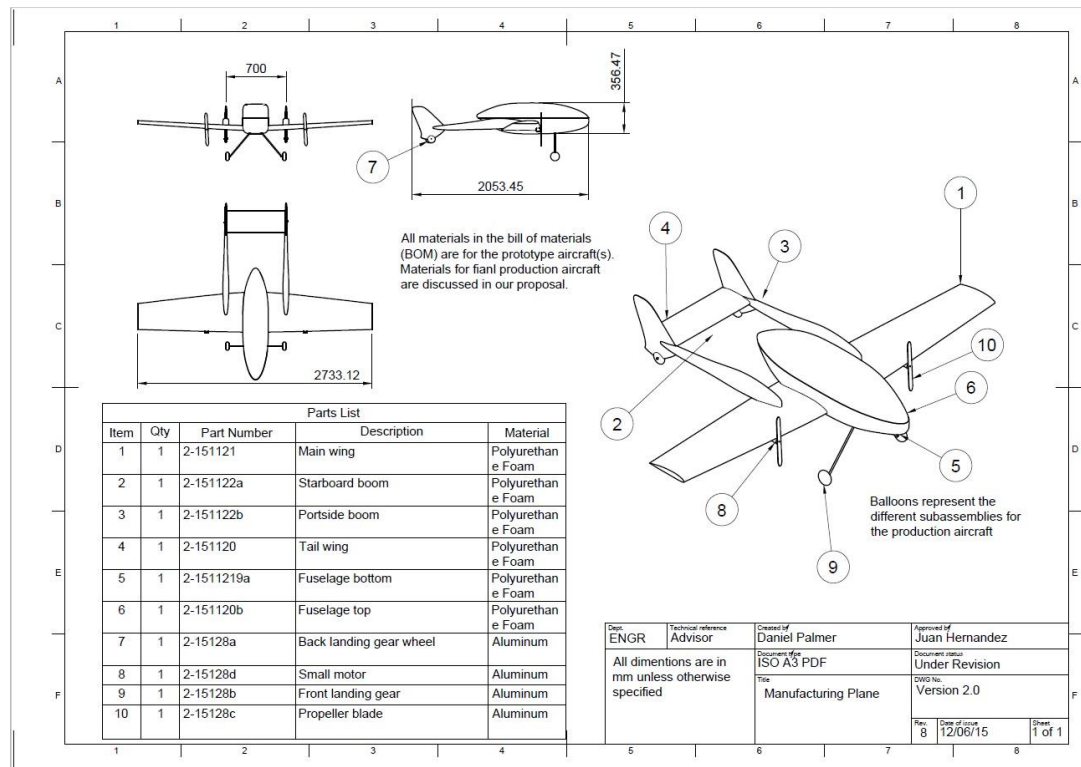 1 2 3 4 5 6 7 8
A A
B B
C C
D D
E E
F F
700
356.47
7
2053.45
2733.12
All materials in the bill of materials
(BOM) are for the prototype aircraft(s).
Materials for fianl production aircraft
are discussed in our proposal.
1
4
3
10
6
2
5
8
9
Balloons represent the
different subassemblies for
the production aircraft
Parts List
Item Qty Part Number Description Material
1 1 2-151121 Main wing Polyurethan
e Foam
2 1 2-151122a Starboard boom Polyurethan
e Foam
3 1 2-151122b Portside boom Polyurethan
e Foam
4 1 2-151120 Tail wing Polyurethan
e Foam
5 1 2-1511219a Fuselage bottom Polyurethan
e Foam
6 1 2-151120b Fuselage top Polyurethan
e Foam
7 1 2-15128a Back landing gear wheel Aluminum
8 1 2-15128d Small motor Aluminum
9 1 2-15128b Front landing gear Aluminum
10 1 2-15128c Propeller blade Aluminum
Dept. Technical reference Created by Approved by
ENGR Advisor Daniel Palmer Juan Hernandez
All dimentions are in
mm unless otherwise
specified
Document type Document status
ISO A3 PDF Under Revision
Title DWG No.
Manufacturing Plane Version 2.0
Rev. Date of issue Sheet
8 12/06/15 1 of 1
1 2 3 4 5 6 7 8